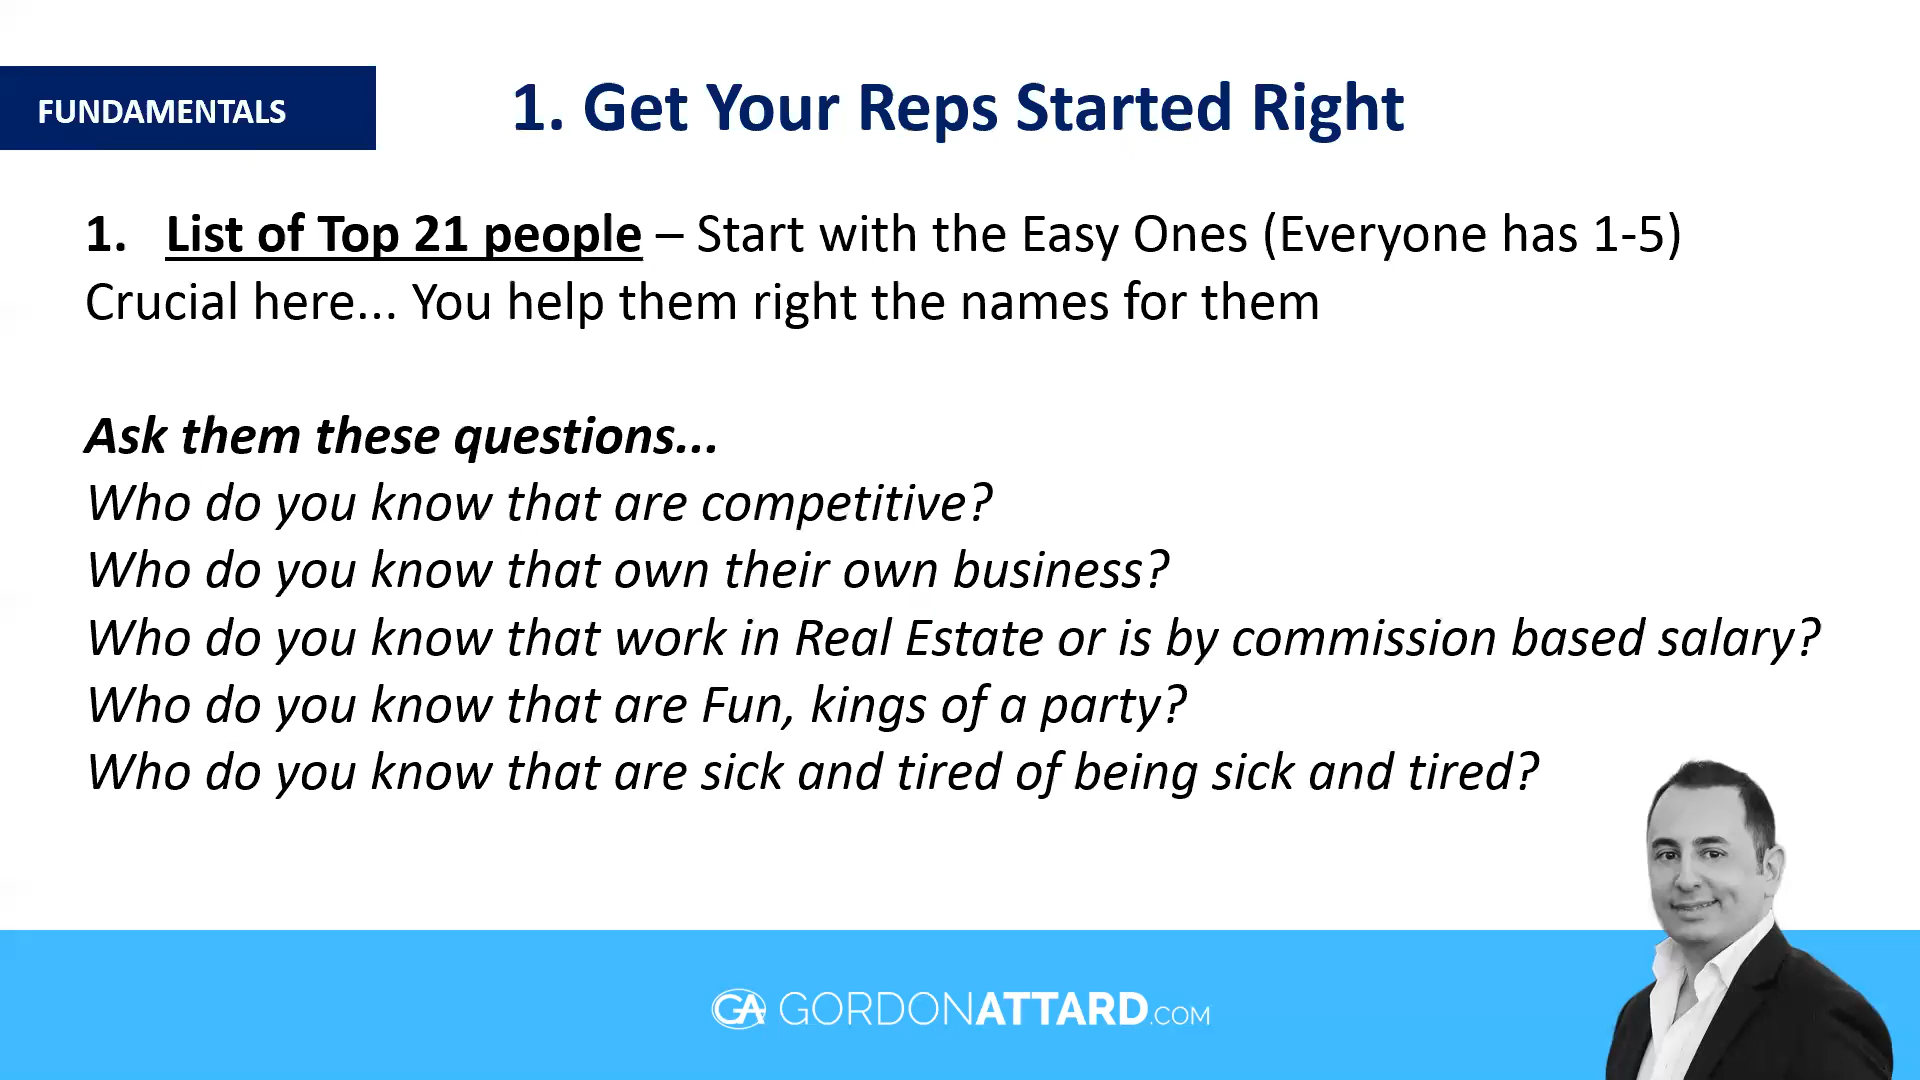 FUNDAMENTALS
1. Get Your Reps Started Right
1. List of Top 21 people – Start with the Easy Ones (Everyone has 1-5)
Crucial here... You help them right the names for them
Ask them these questions...
Who do you know that are competitive?
Who do you know that own their own business?
Who do you know that work in Real Estate or is by commission based salary?
Who do you know that are Fun, kings of a party?
Who do you know that are sick and tired of being sick and tired?
GA GORDONATTARD.COM